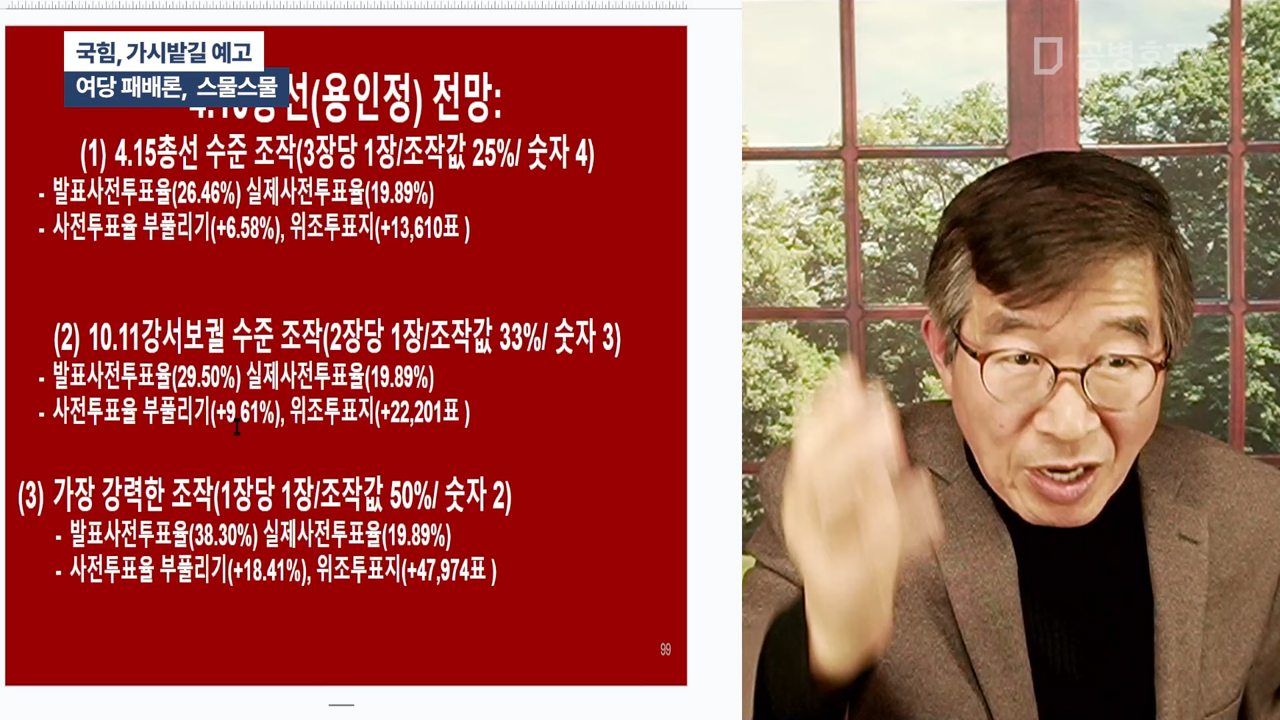 국힘, 가시밭길 예고
여당 패배론, 스물스물
선(용인정) 전망:
(1) 4.15총선 수준 조작(3장당 1장/조작값 25%/ 숫자 4)
- 발표사전투표율(26.46%) 실제사전투표율(19.89%)
- 사전투표율 부풀리기(+6.58%), 위조투표지(+13,610표 )
(2) 10.11강서보궐 수준 조작(2장당 1장/조작값 33%/ 숫자 3)
- 발표사전투표율(29.50%) 실제사전투표율(19.89%)
- 사전투표율 부풀리기(+9.61%), 위조투표지(+22,201표 )
(3) 가장 강력한 조작(1장당 1장/조작값 50%/ 숫자 2)
- 발표사전투표율(38.30%) 실제사전투표율(19.89%)
- 사전투표율 부풀리기(+18.41%), 위조투표지(+47,974표 )
99
공병호